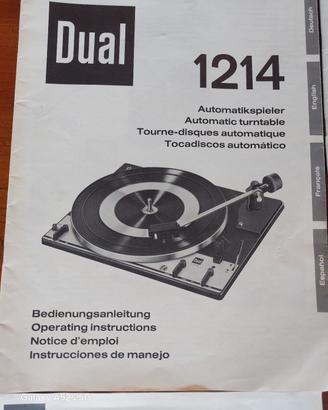 Dual
1214
Deutsch
English
Français
Español
Automatikspieler
Automatic turntable
Tourne-disques automatique
Tocadiscos automático
Dual
Bedienungsanleitung
Operating instructions
Notice d'emploi
Instrucciones de manejo